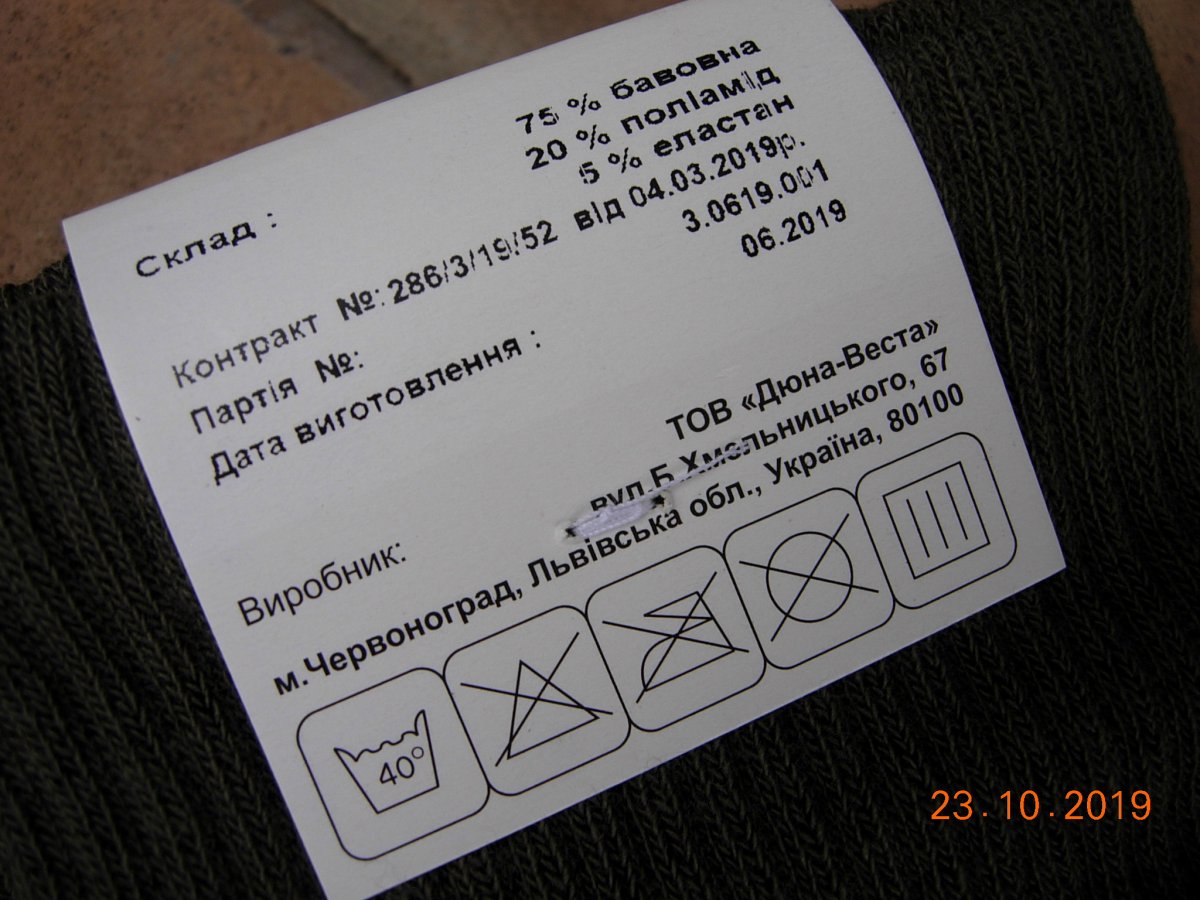 Склад :
75 % бавовна
20 % поліамід
5 % еластан
Контракт №: 286/3/19/52 від 04.03.2019р.
Партія №: 3.0619.001
Дата виготовлення : 06.2019
Виробник: ТОВ «Дюна-Веста»
вул.Б.Хмельницького, 67
м.Червоноград, Львівська обл., Україна, 80100
40°
23.10.2019